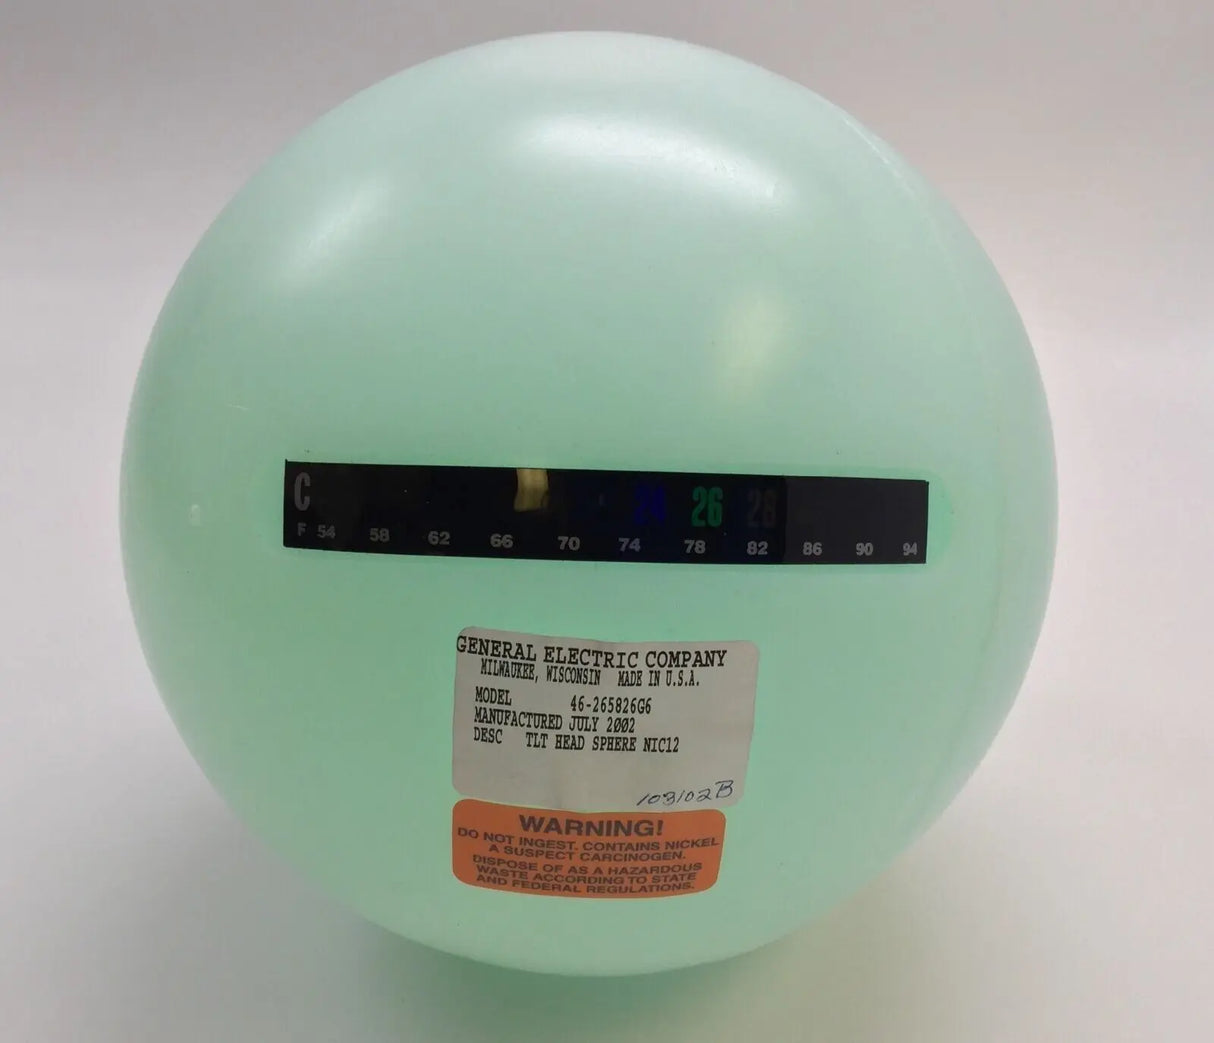 C 24 26 28
F 54 58 62 66 70 74 78 82 86 90 94
GENERAL ELECTRIC COMPANY
MILWAUKEE, WISCONSIN MADE IN U.S.A.
MODEL 46-265826G6
MANUFACTURED JULY 2002
DESC TLT HEAD SPHERE NIC12
103102B
WARNING!
DO NOT INGEST. CONTAINS NICKEL
A SUSPECT CARCINOGEN.
DISPOSE OF AS A HAZARDOUS
WASTE ACCORDING TO STATE
AND FEDERAL REGULATIONS.